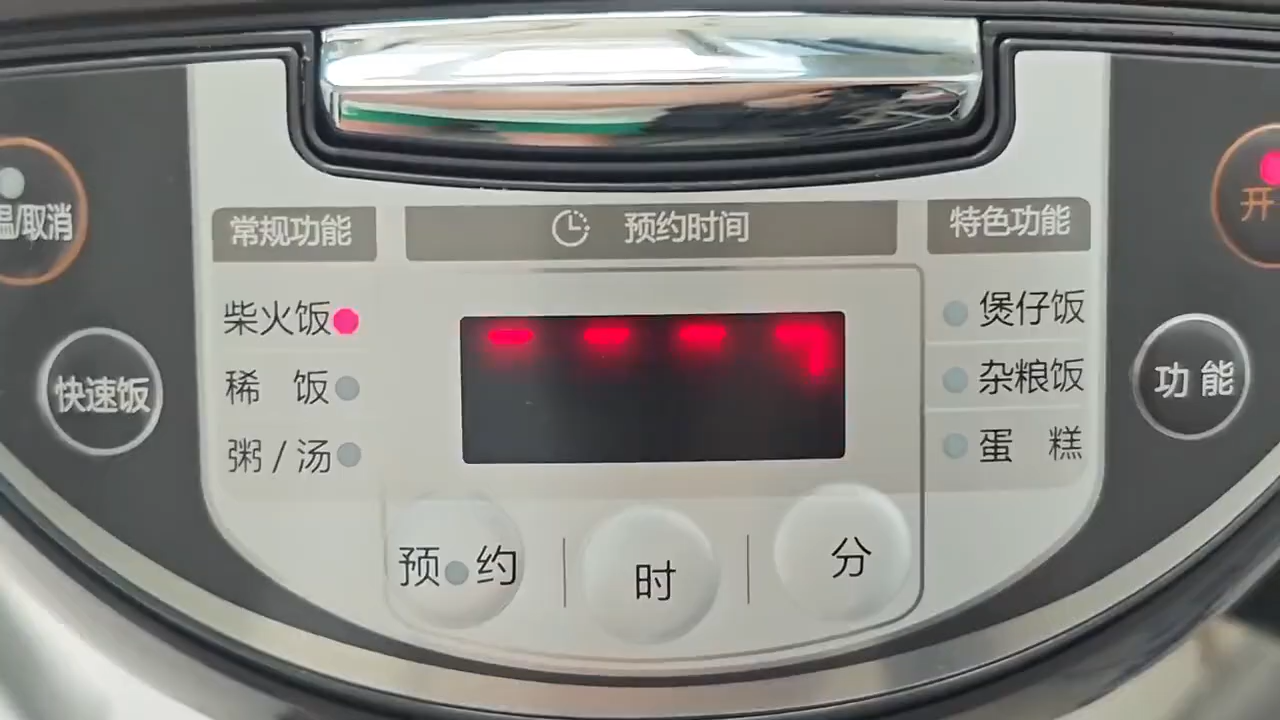 常规功能
预约时间
特色功能
温/取消
开
柴火饭
稀 饭
粥/汤
煲仔饭
杂粮饭
蛋 糕
快速饭
功能
预约
时
分